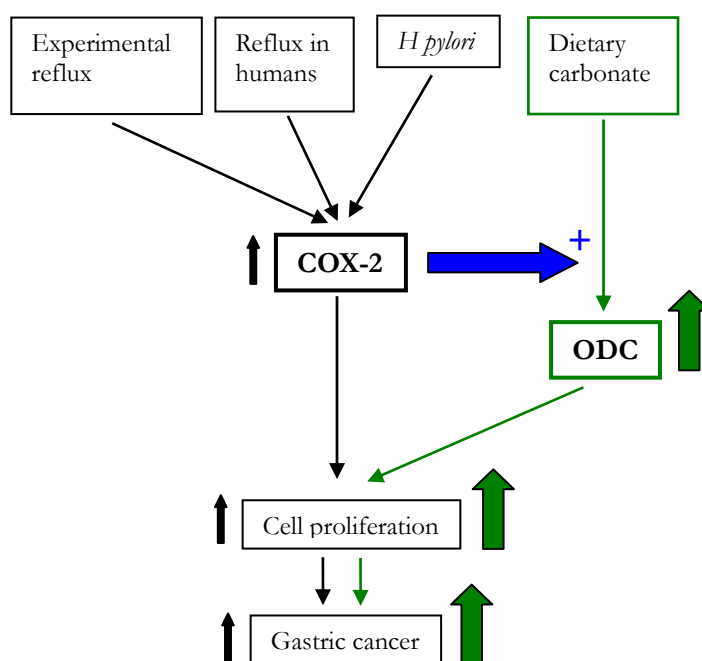 Experimental
reflux
Reflux in
humans
H pylori
Dietary
carbonate
+
COX-2
ODC
Cell proliferation
Gastric cancer